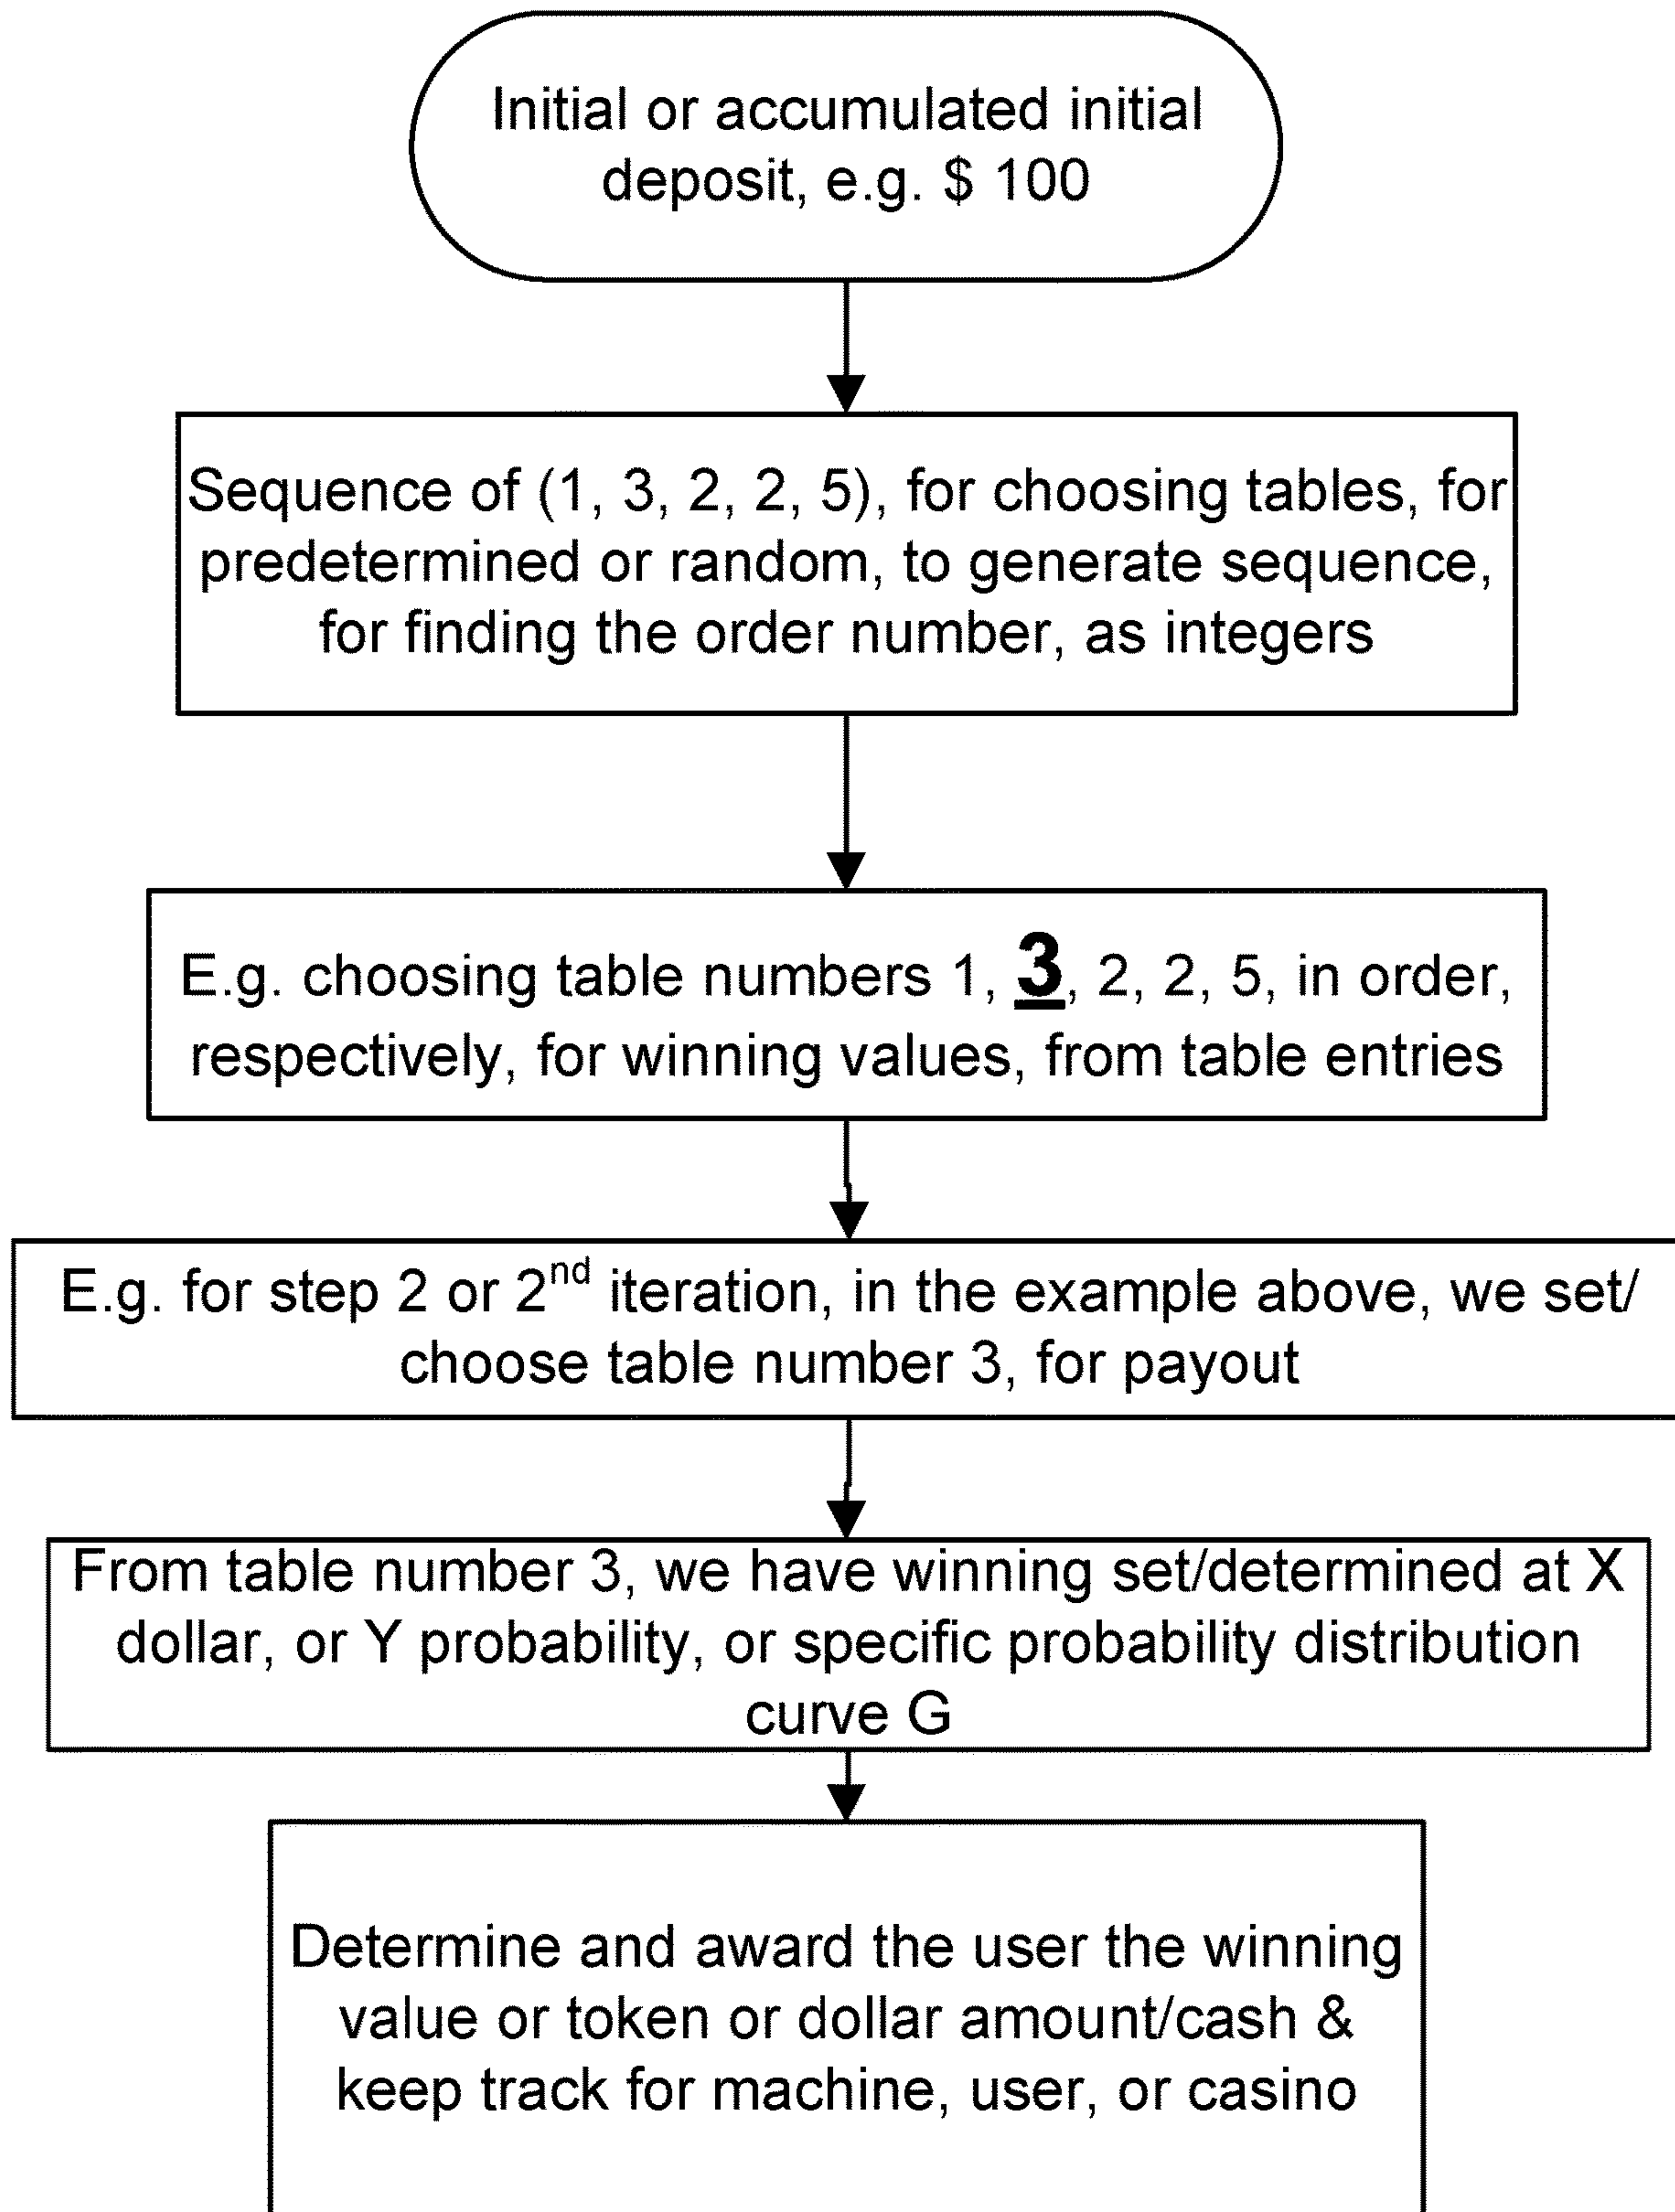 Initial or accumulated initial
deposit, e.g. $ 100
Sequence of (1, 3, 2, 2, 5), for choosing tables, for
predetermined or random, to generate sequence,
for finding the order number, as integers
E.g. choosing table numbers 1, 3, 2, 2, 5, in order,
respectively, for winning values, from table entries
E.g. for step 2 or 2nd iteration, in the example above, we set/
choose table number 3, for payout
From table number 3, we have winning set/determined at X
dollar, or Y probability, or specific probability distribution
curve G
Determine and award the user the winning
value or token or dollar amount/cash &
keep track for machine, user, or casino